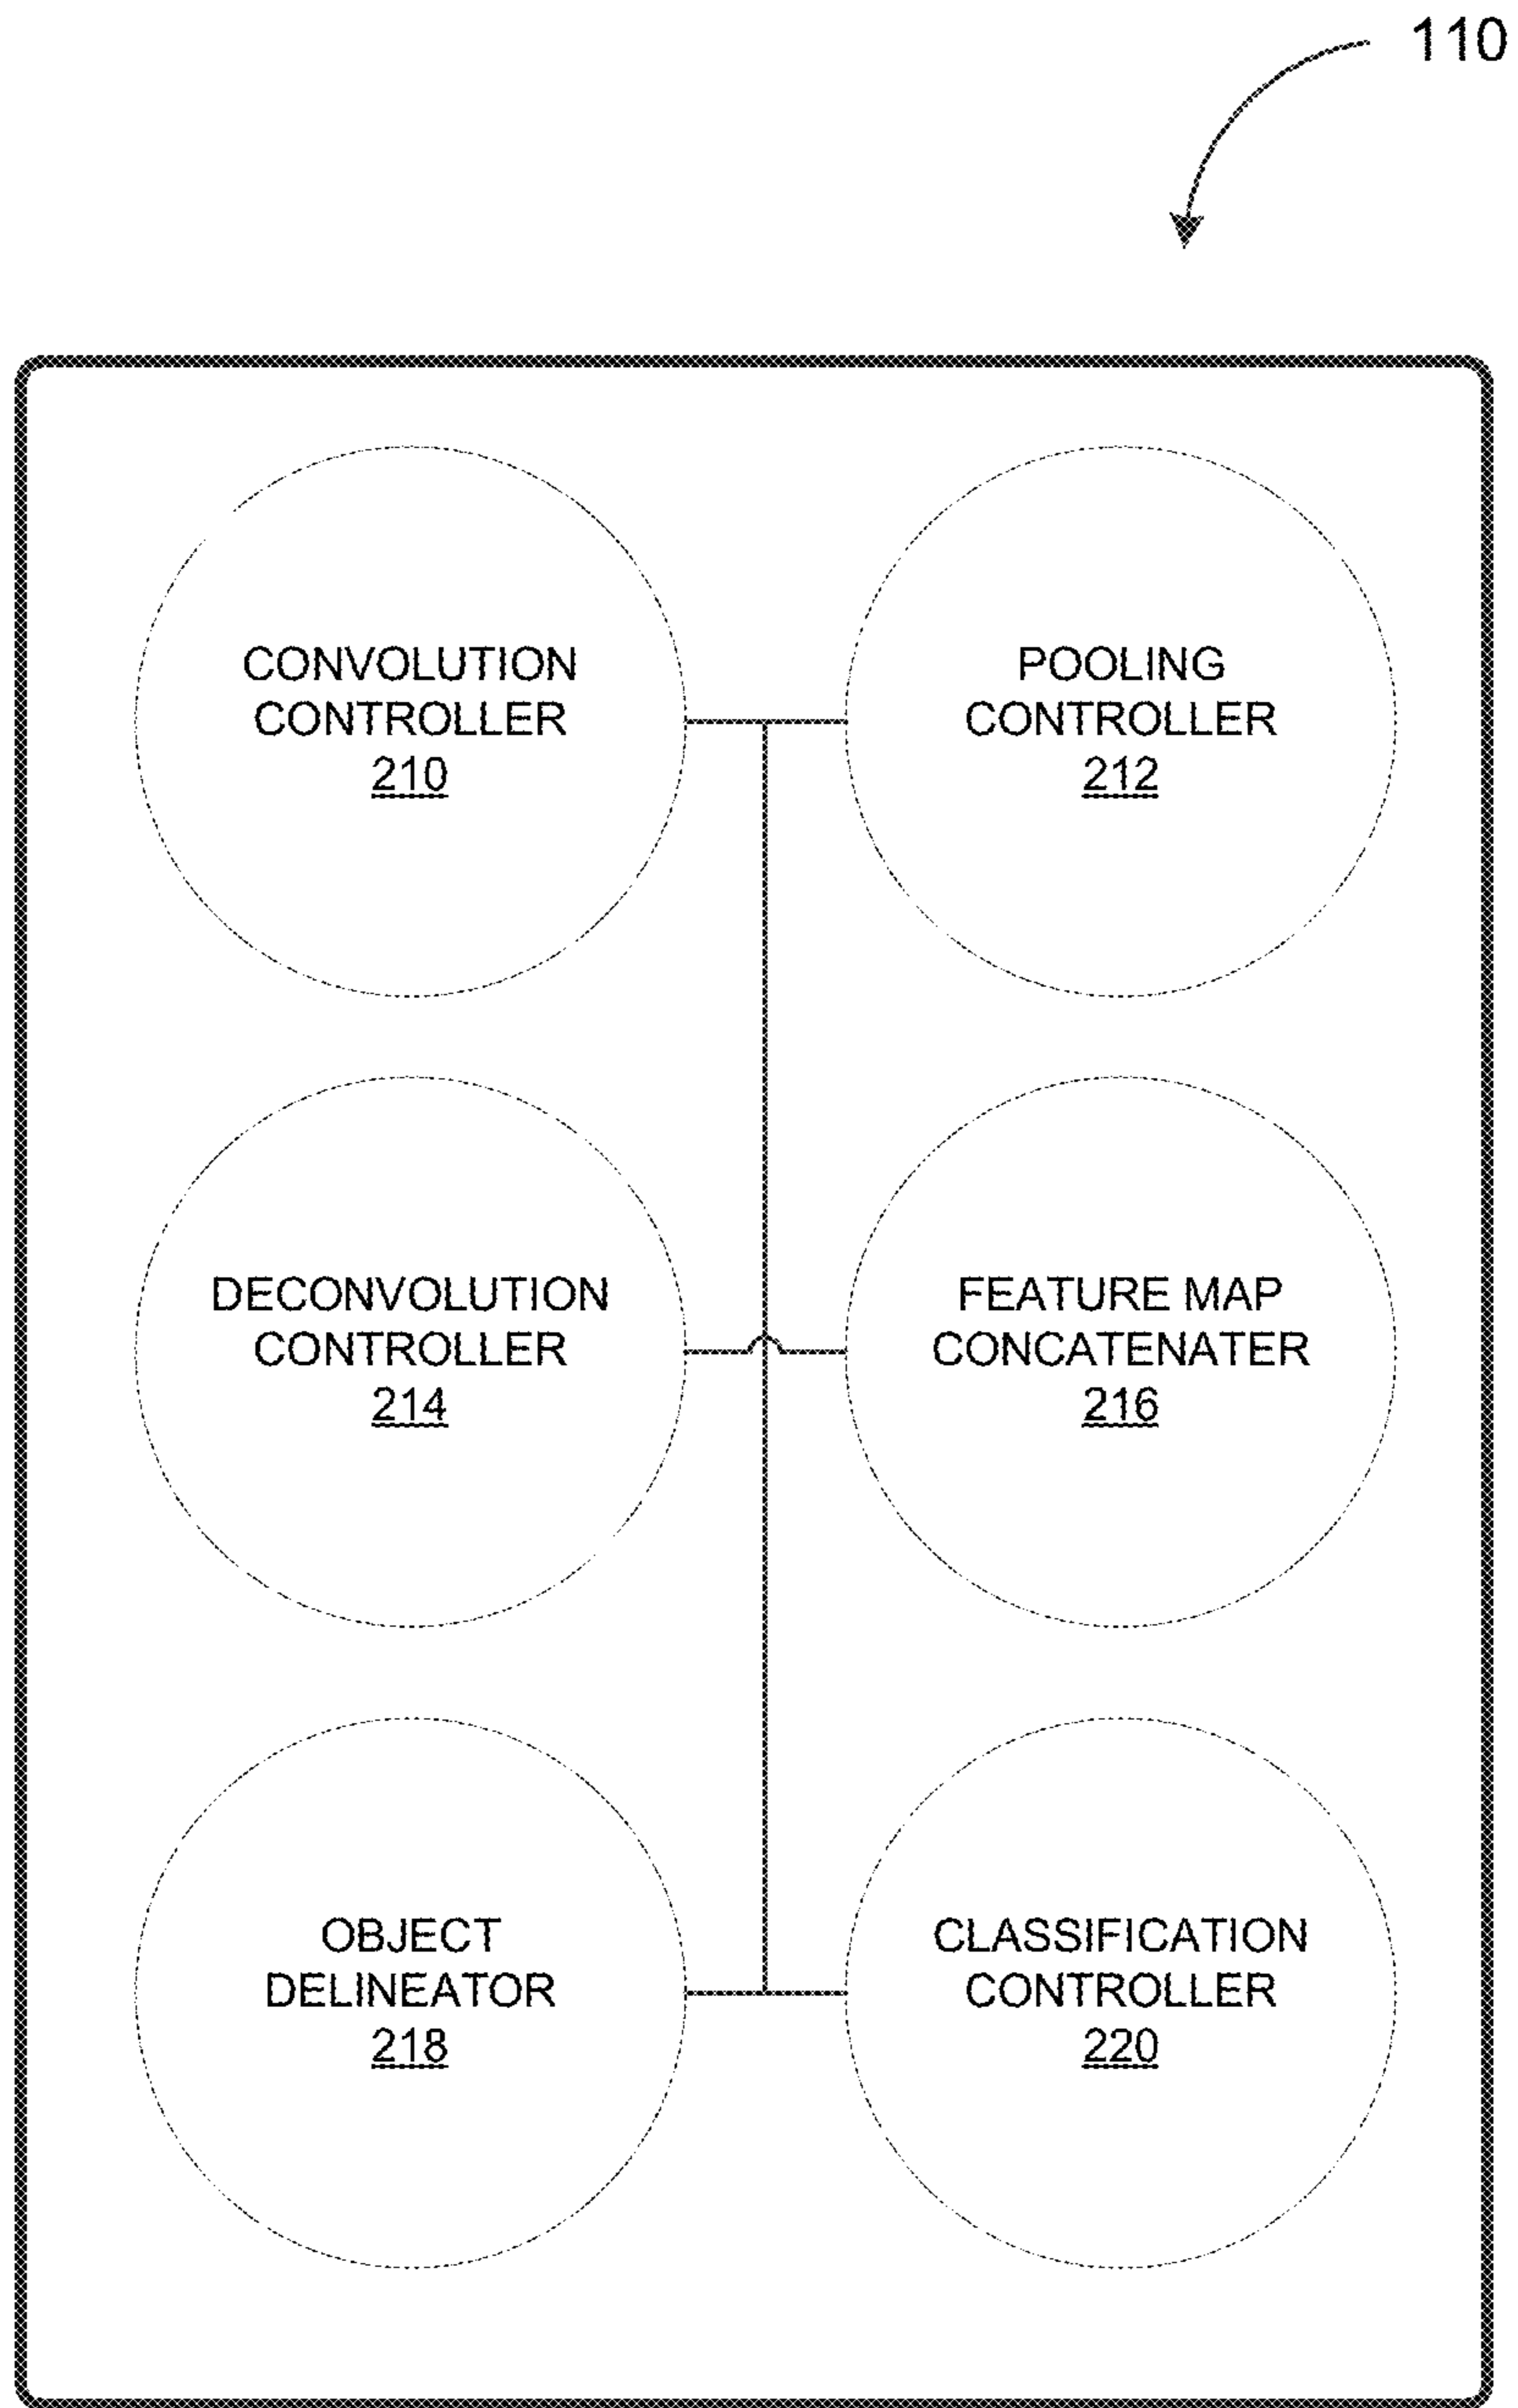 110
CONVOLUTION
CONTROLLER
210
POOLING
CONTROLLER
212
DECONVOLUTION
CONTROLLER
214
FEATURE MAP
CONCATENATER
216
OBJECT
DELINEATOR
218
CLASSIFICATION
CONTROLLER
220